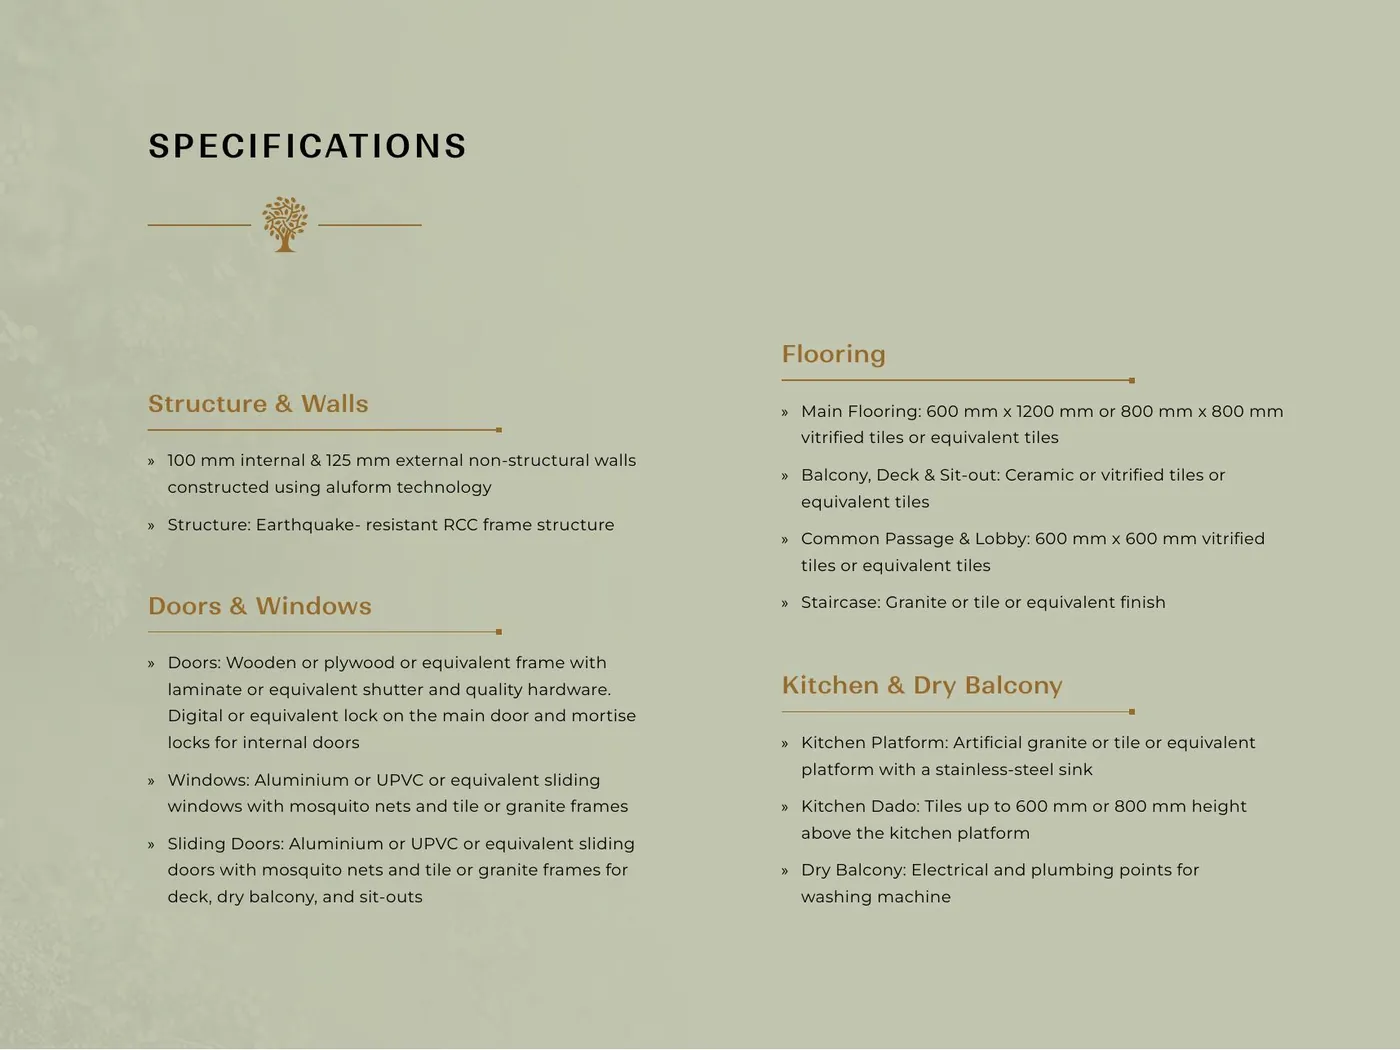 SPECIFICATIONS
Structure & Walls
» 100 mm internal & 125 mm external non-structural walls
constructed using aluform technology
» Structure: Earthquake- resistant RCC frame structure
Doors & Windows
» Doors: Wooden or plywood or equivalent frame with
laminate or equivalent shutter and quality hardware.
Digital or equivalent lock on the main door and mortise
locks for internal doors
» Windows: Aluminium or UPVC or equivalent sliding
windows with mosquito nets and tile or granite frames
» Sliding Doors: Aluminium or UPVC or equivalent sliding
doors with mosquito nets and tile or granite frames for
deck, dry balcony, and sit-outs
Flooring
» Main Flooring: 600 mm x 1200 mm or 800 mm x 800 mm
vitrified tiles or equivalent tiles
» Balcony, Deck & Sit-out: Ceramic or vitrified tiles or
equivalent tiles
» Common Passage & Lobby: 600 mm x 600 mm vitrified
tiles or equivalent tiles
» Staircase: Granite or tile or equivalent finish
Kitchen & Dry Balcony
» Kitchen Platform: Artificial granite or tile or equivalent
platform with a stainless-steel sink
» Kitchen Dado: Tiles up to 600 mm or 800 mm height
above the kitchen platform
» Dry Balcony: Electrical and plumbing points for
washing machine